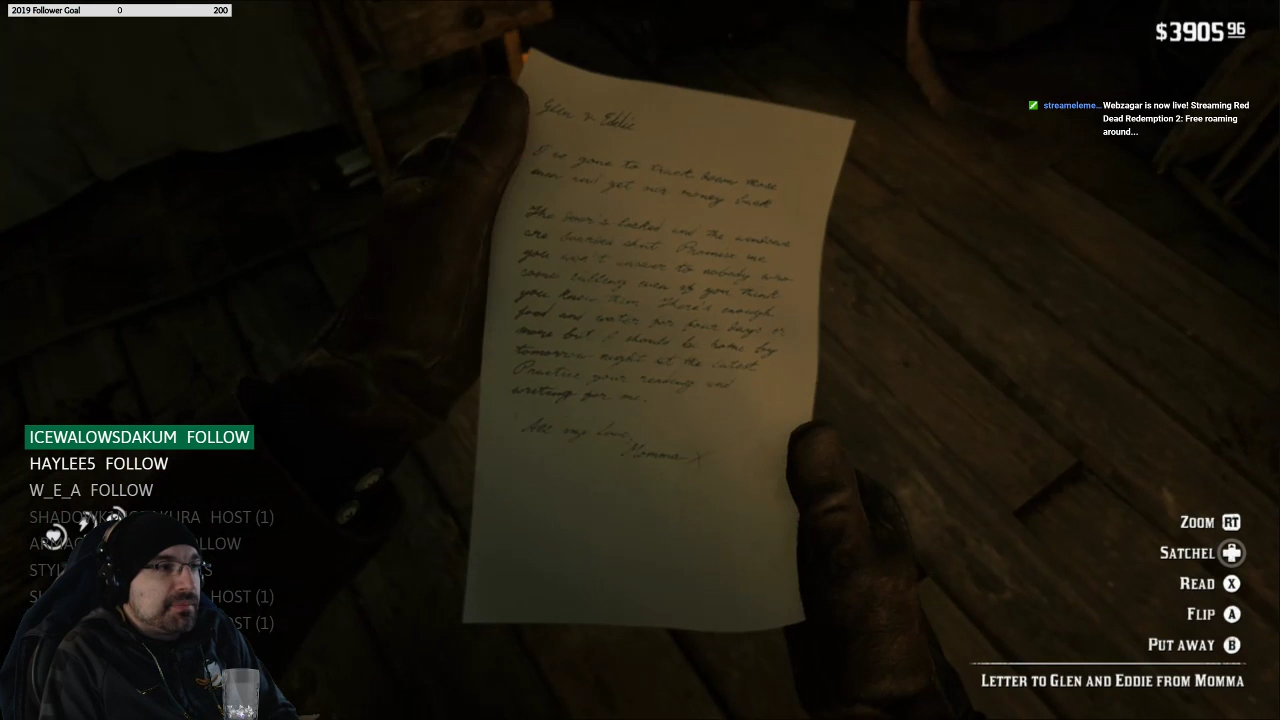 2019 Follower Goal 0 200
$3905 96
streameleme... Webzagar is now live! Streaming Red
Dead Redemption 2: Free roaming
around...
Glen n Eddie
I've gone to track down those
men and get our money back
The door's locked and the windows
are boarded shut. Promise me
you won't answer to nobody who
comes calling even if you think
you know him. There's enough
food and water for four days or
more but I should be home by
tomorrow night at the latest
Practice your reading and
writing for me.
All my love,
Momma X
ICEWALOWSDAKUM FOLLOW
HAYLEE5 FOLLOW
W_E_A FOLLOW
HOST (1)
HOST (1)
ZOOM RT
SATCHEL
READ X
FLIP A
PUT AWAY B
LETTER TO GLEN AND EDDIE FROM MOMMA